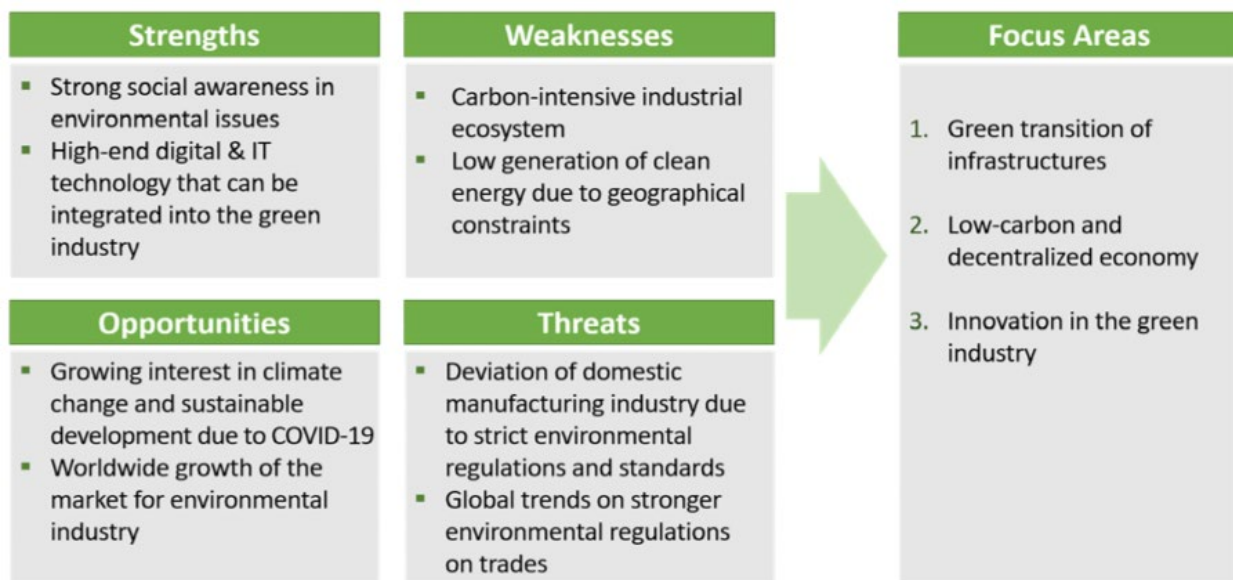 Strengths
▪ Strong social awareness in
environmental issues
▪ High-end digital & IT
technology that can be
integrated into the green
industry
Weaknesses
▪ Carbon-intensive industrial
ecosystem
▪ Low generation of clean
energy due to geographical
constraints
Opportunities
▪ Growing interest in climate
change and sustainable
development due to COVID-19
▪ Worldwide growth of the
market for environmental
industry
Threats
▪ Deviation of domestic
manufacturing industry due
to strict environmental
regulations and standards
▪ Global trends on stronger
environmental regulations
on trades
Focus Areas
1. Green transition of
infrastructures
2. Low-carbon and
decentralized economy
3. Innovation in the green
industry